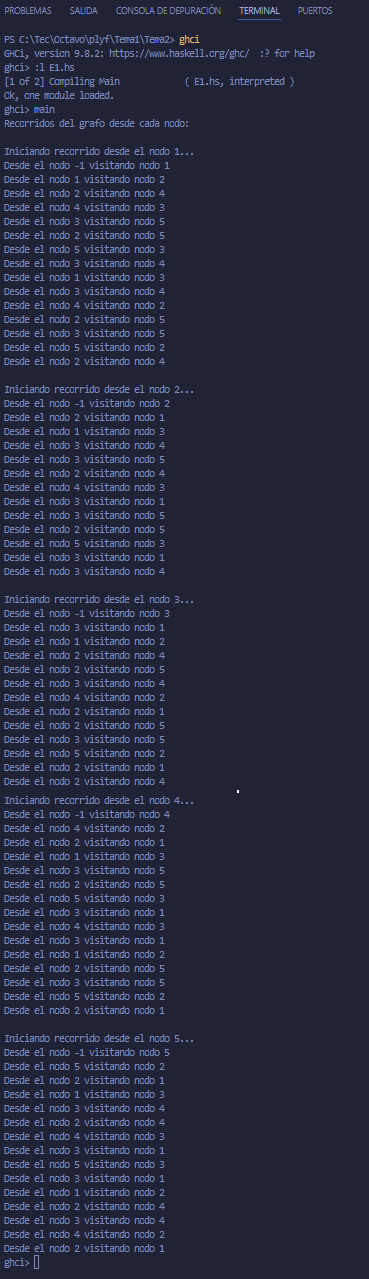 PROBLEMAS SALIDA CONSOLA DE DEPURACIÓN TERMINAL PUERTOS
PS C:\Tec\Octavo\plyf\Tema1\Tema2> ghci
GHCi, version 9.8.2: https://www.haskell.org/ghc/  :? for help
ghci> :l E1.hs
[1 of 2] Compiling Main             ( E1.hs, interpreted )
Ok, one module loaded.
ghci> main
Recorridos del grafo desde cada nodo:
Iniciando recorrido desde el nodo 1...
Desde el nodo -1 visitando nodo 1
Desde el nodo 1 visitando nodo 2
Desde el nodo 2 visitando nodo 4
Desde el nodo 4 visitando nodo 3
Desde el nodo 3 visitando nodo 5
Desde el nodo 2 visitando nodo 5
Desde el nodo 5 visitando nodo 3
Desde el nodo 3 visitando nodo 4
Desde el nodo 1 visitando nodo 3
Desde el nodo 3 visitando nodo 4
Desde el nodo 4 visitando nodo 2
Desde el nodo 2 visitando nodo 5
Desde el nodo 3 visitando nodo 5
Desde el nodo 5 visitando nodo 2
Desde el nodo 2 visitando nodo 4
Iniciando recorrido desde el nodo 2...
Desde el nodo -1 visitando nodo 2
Desde el nodo 2 visitando nodo 1
Desde el nodo 1 visitando nodo 3
Desde el nodo 3 visitando nodo 4
Desde el nodo 3 visitando nodo 5
Desde el nodo 2 visitando nodo 4
Desde el nodo 4 visitando nodo 3
Desde el nodo 3 visitando nodo 1
Desde el nodo 3 visitando nodo 5
Desde el nodo 2 visitando nodo 5
Desde el nodo 5 visitando nodo 3
Desde el nodo 3 visitando nodo 1
Desde el nodo 3 visitando nodo 4
Iniciando recorrido desde el nodo 3...
Desde el nodo -1 visitando nodo 3
Desde el nodo 3 visitando nodo 1
Desde el nodo 1 visitando nodo 2
Desde el nodo 2 visitando nodo 4
Desde el nodo 2 visitando nodo 5
Desde el nodo 3 visitando nodo 4
Desde el nodo 4 visitando nodo 2
Desde el nodo 2 visitando nodo 1
Desde el nodo 2 visitando nodo 5
Desde el nodo 3 visitando nodo 5
Desde el nodo 5 visitando nodo 2
Desde el nodo 2 visitando nodo 1
Desde el nodo 2 visitando nodo 4
Iniciando recorrido desde el nodo 4...
Desde el nodo -1 visitando nodo 4
Desde el nodo 4 visitando nodo 2
Desde el nodo 2 visitando nodo 1
Desde el nodo 1 visitando nodo 3
Desde el nodo 3 visitando nodo 5
Desde el nodo 2 visitando nodo 5
Desde el nodo 5 visitando nodo 3
Desde el nodo 3 visitando nodo 1
Desde el nodo 4 visitando nodo 3
Desde el nodo 3 visitando nodo 1
Desde el nodo 1 visitando nodo 2
Desde el nodo 2 visitando nodo 5
Desde el nodo 3 visitando nodo 5
Desde el nodo 5 visitando nodo 2
Desde el nodo 2 visitando nodo 1
Iniciando recorrido desde el nodo 5...
Desde el nodo -1 visitando nodo 5
Desde el nodo 5 visitando nodo 2
Desde el nodo 2 visitando nodo 1
Desde el nodo 1 visitando nodo 3
Desde el nodo 3 visitando nodo 4
Desde el nodo 2 visitando nodo 4
Desde el nodo 4 visitando nodo 3
Desde el nodo 3 visitando nodo 1
Desde el nodo 5 visitando nodo 3
Desde el nodo 3 visitando nodo 1
Desde el nodo 1 visitando nodo 2
Desde el nodo 2 visitando nodo 4
Desde el nodo 3 visitando nodo 4
Desde el nodo 4 visitando nodo 2
Desde el nodo 2 visitando nodo 1
ghci>